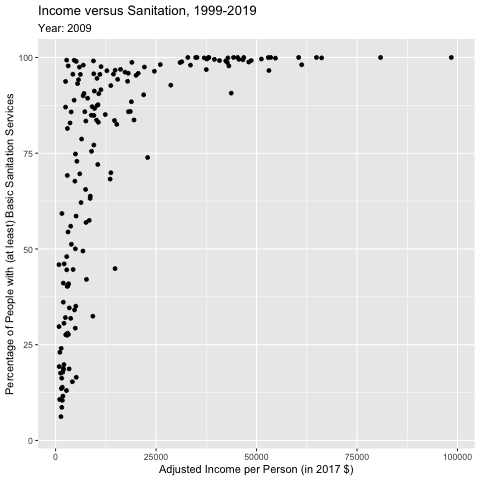 Income versus Sanitation, 1999-2019
Year: 2009
Percentage of People with (at least) Basic Sanitation Services
100
75
50
25
0
0 25000 50000 75000 100000
Adjusted Income per Person (in 2017 $)